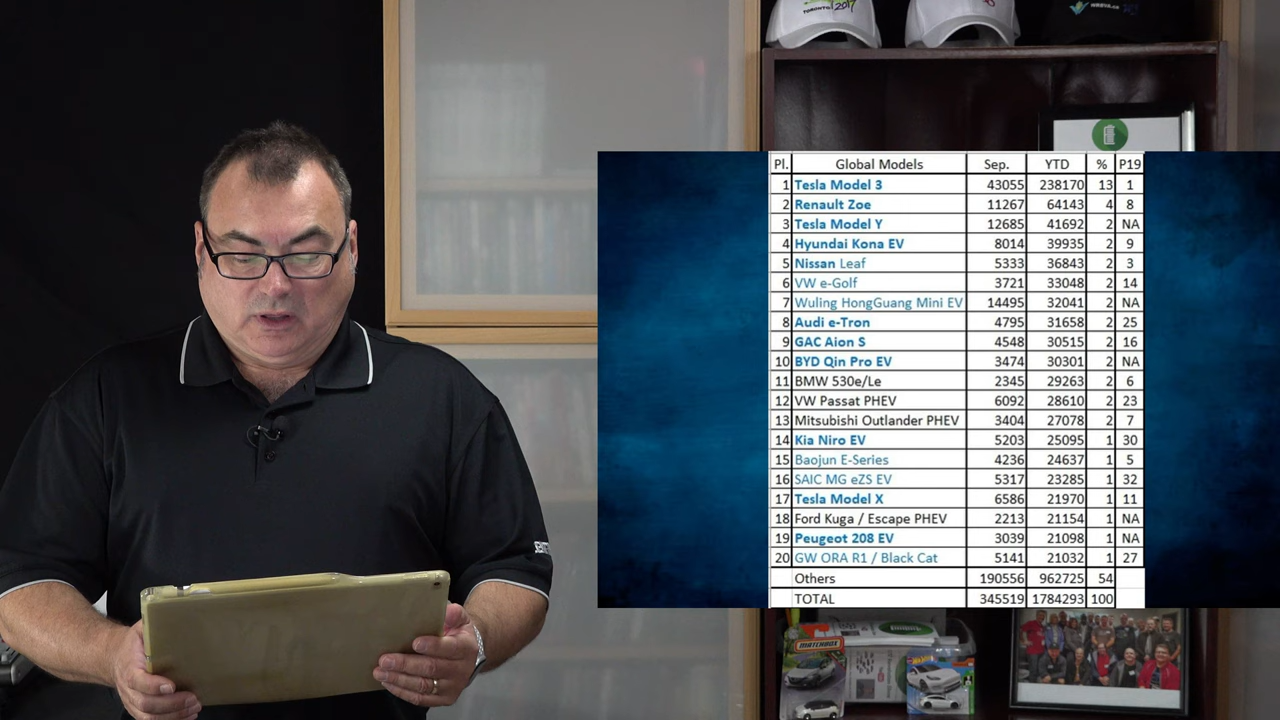 TORONTO 2017
Pl. Global Models Sep. YTD % P19
1 Tesla Model 3 43055 238170 13 1
2 Renault Zoe 11267 64143 4 8
3 Tesla Model Y 12685 41692 2 NA
4 Hyundai Kona EV 8014 39935 2 9
5 Nissan Leaf 5333 36843 2 3
6 VW e-Golf 3721 33048 2 14
7 Wuling HongGuang Mini EV 14495 32041 2 NA
8 Audi e-Tron 4795 31658 2 25
9 GAC Aion S 4548 30515 2 16
10 BYD Qin Pro EV 3474 30301 2 NA
11 BMW 530e/Le 2345 29263 2 6
12 VW Passat PHEV 6092 28610 2 23
13 Mitsubishi Outlander PHEV 3404 27078 2 7
14 Kia Niro EV 5203 25095 1 30
15 Baojun E-Series 4236 24637 1 5
16 SAIC MG eZS EV 5317 23285 1 32
17 Tesla Model X 6586 21970 1 11
18 Ford Kuga / Escape PHEV 2213 21154 1 NA
19 Peugeot 208 EV 3039 21098 1 NA
20 GW ORA R1 / Black Cat 5141 21032 1 27
Others 190556 962725 54
TOTAL 345519 1784293 100
MATCHBOX